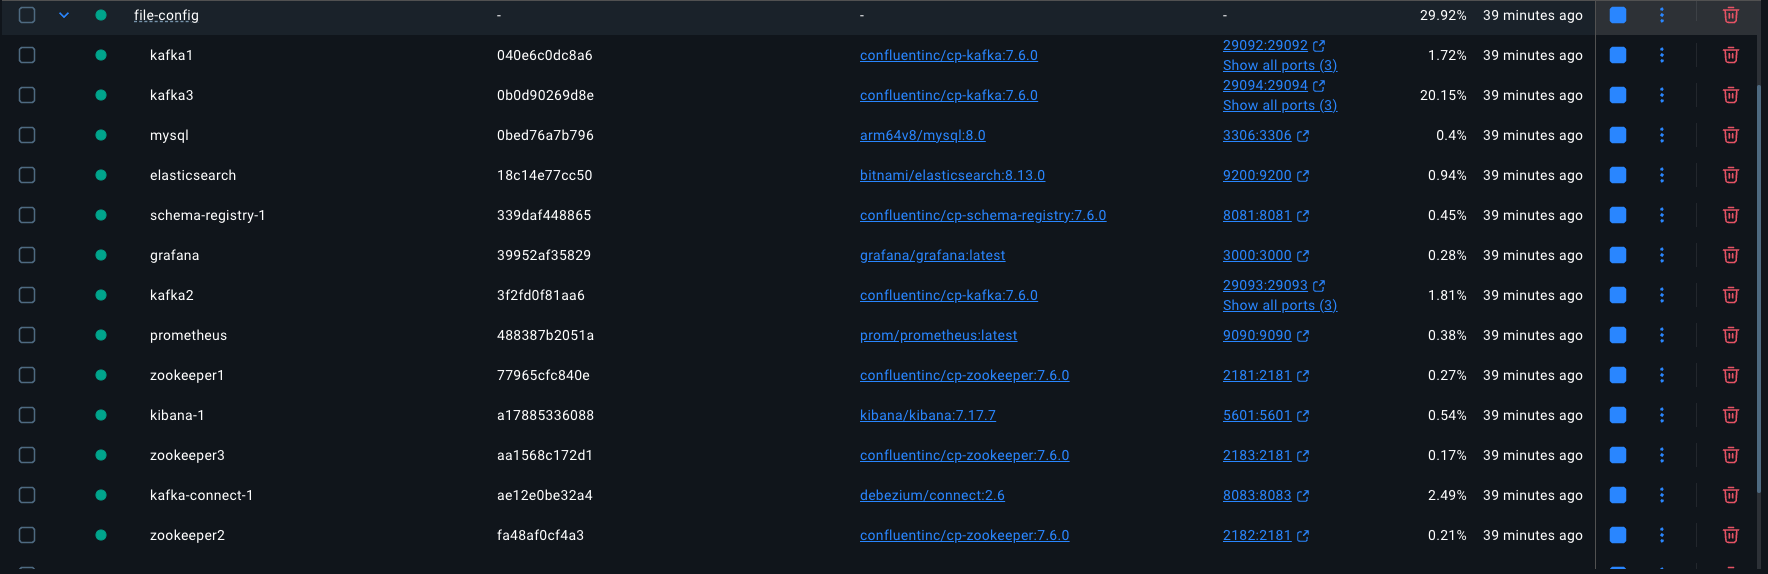 file-config - - - 29.92% 39 minutes ago
kafka1 040e6c0dc8a6 confluentinc/cp-kafka:7.6.0 29092:29092 1.72% 39 minutes ago
Show all ports (3)
kafka3 0b0d90269d8e confluentinc/cp-kafka:7.6.0 29094:29094 20.15% 39 minutes ago
Show all ports (3)
mysql 0bed76a7b796 arm64v8/mysql:8.0 3306:3306 0.4% 39 minutes ago
elasticsearch 18c14e77cc50 bitnami/elasticsearch:8.13.0 9200:9200 0.94% 39 minutes ago
schema-registry-1 339daf448865 confluentinc/cp-schema-registry:7.6.0 8081:8081 0.45% 39 minutes ago
grafana 39952af35829 grafana/grafana:latest 3000:3000 0.28% 39 minutes ago
kafka2 3f2fd0f81aa6 confluentinc/cp-kafka:7.6.0 29093:29093 1.81% 39 minutes ago
Show all ports (3)
prometheus 488387b2051a prom/prometheus:latest 9090:9090 0.38% 39 minutes ago
zookeeper1 77965cfc840e confluentinc/cp-zookeeper:7.6.0 2181:2181 0.27% 39 minutes ago
kibana-1 a17885336088 kibana/kibana:7.17.7 5601:5601 0.54% 39 minutes ago
zookeeper3 aa1568c172d1 confluentinc/cp-zookeeper:7.6.0 2183:2181 0.17% 39 minutes ago
kafka-connect-1 ae12e0be32a4 debezium/connect:2.6 8083:8083 2.49% 39 minutes ago
zookeeper2 fa48af0cf4a3 confluentinc/cp-zookeeper:7.6.0 2182:2181 0.21% 39 minutes ago